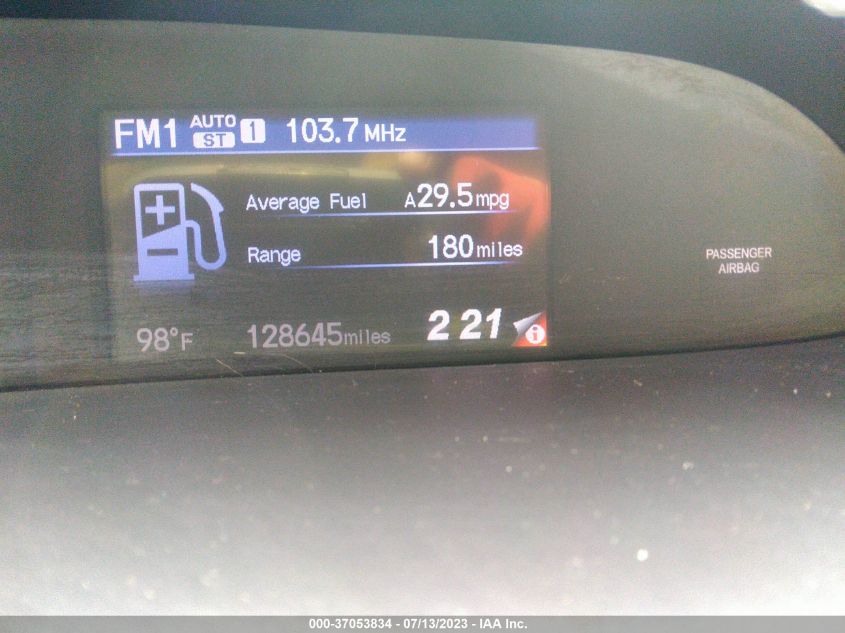 FM1 AUTO ST 1 103.7 MHz
Average Fuel A 29.5 mpg
Range 180 miles
98°F 128645 miles 2 21 i
PASSENGER
AIRBAG
000-37053834 - 07/13/2023 - IAA Inc.